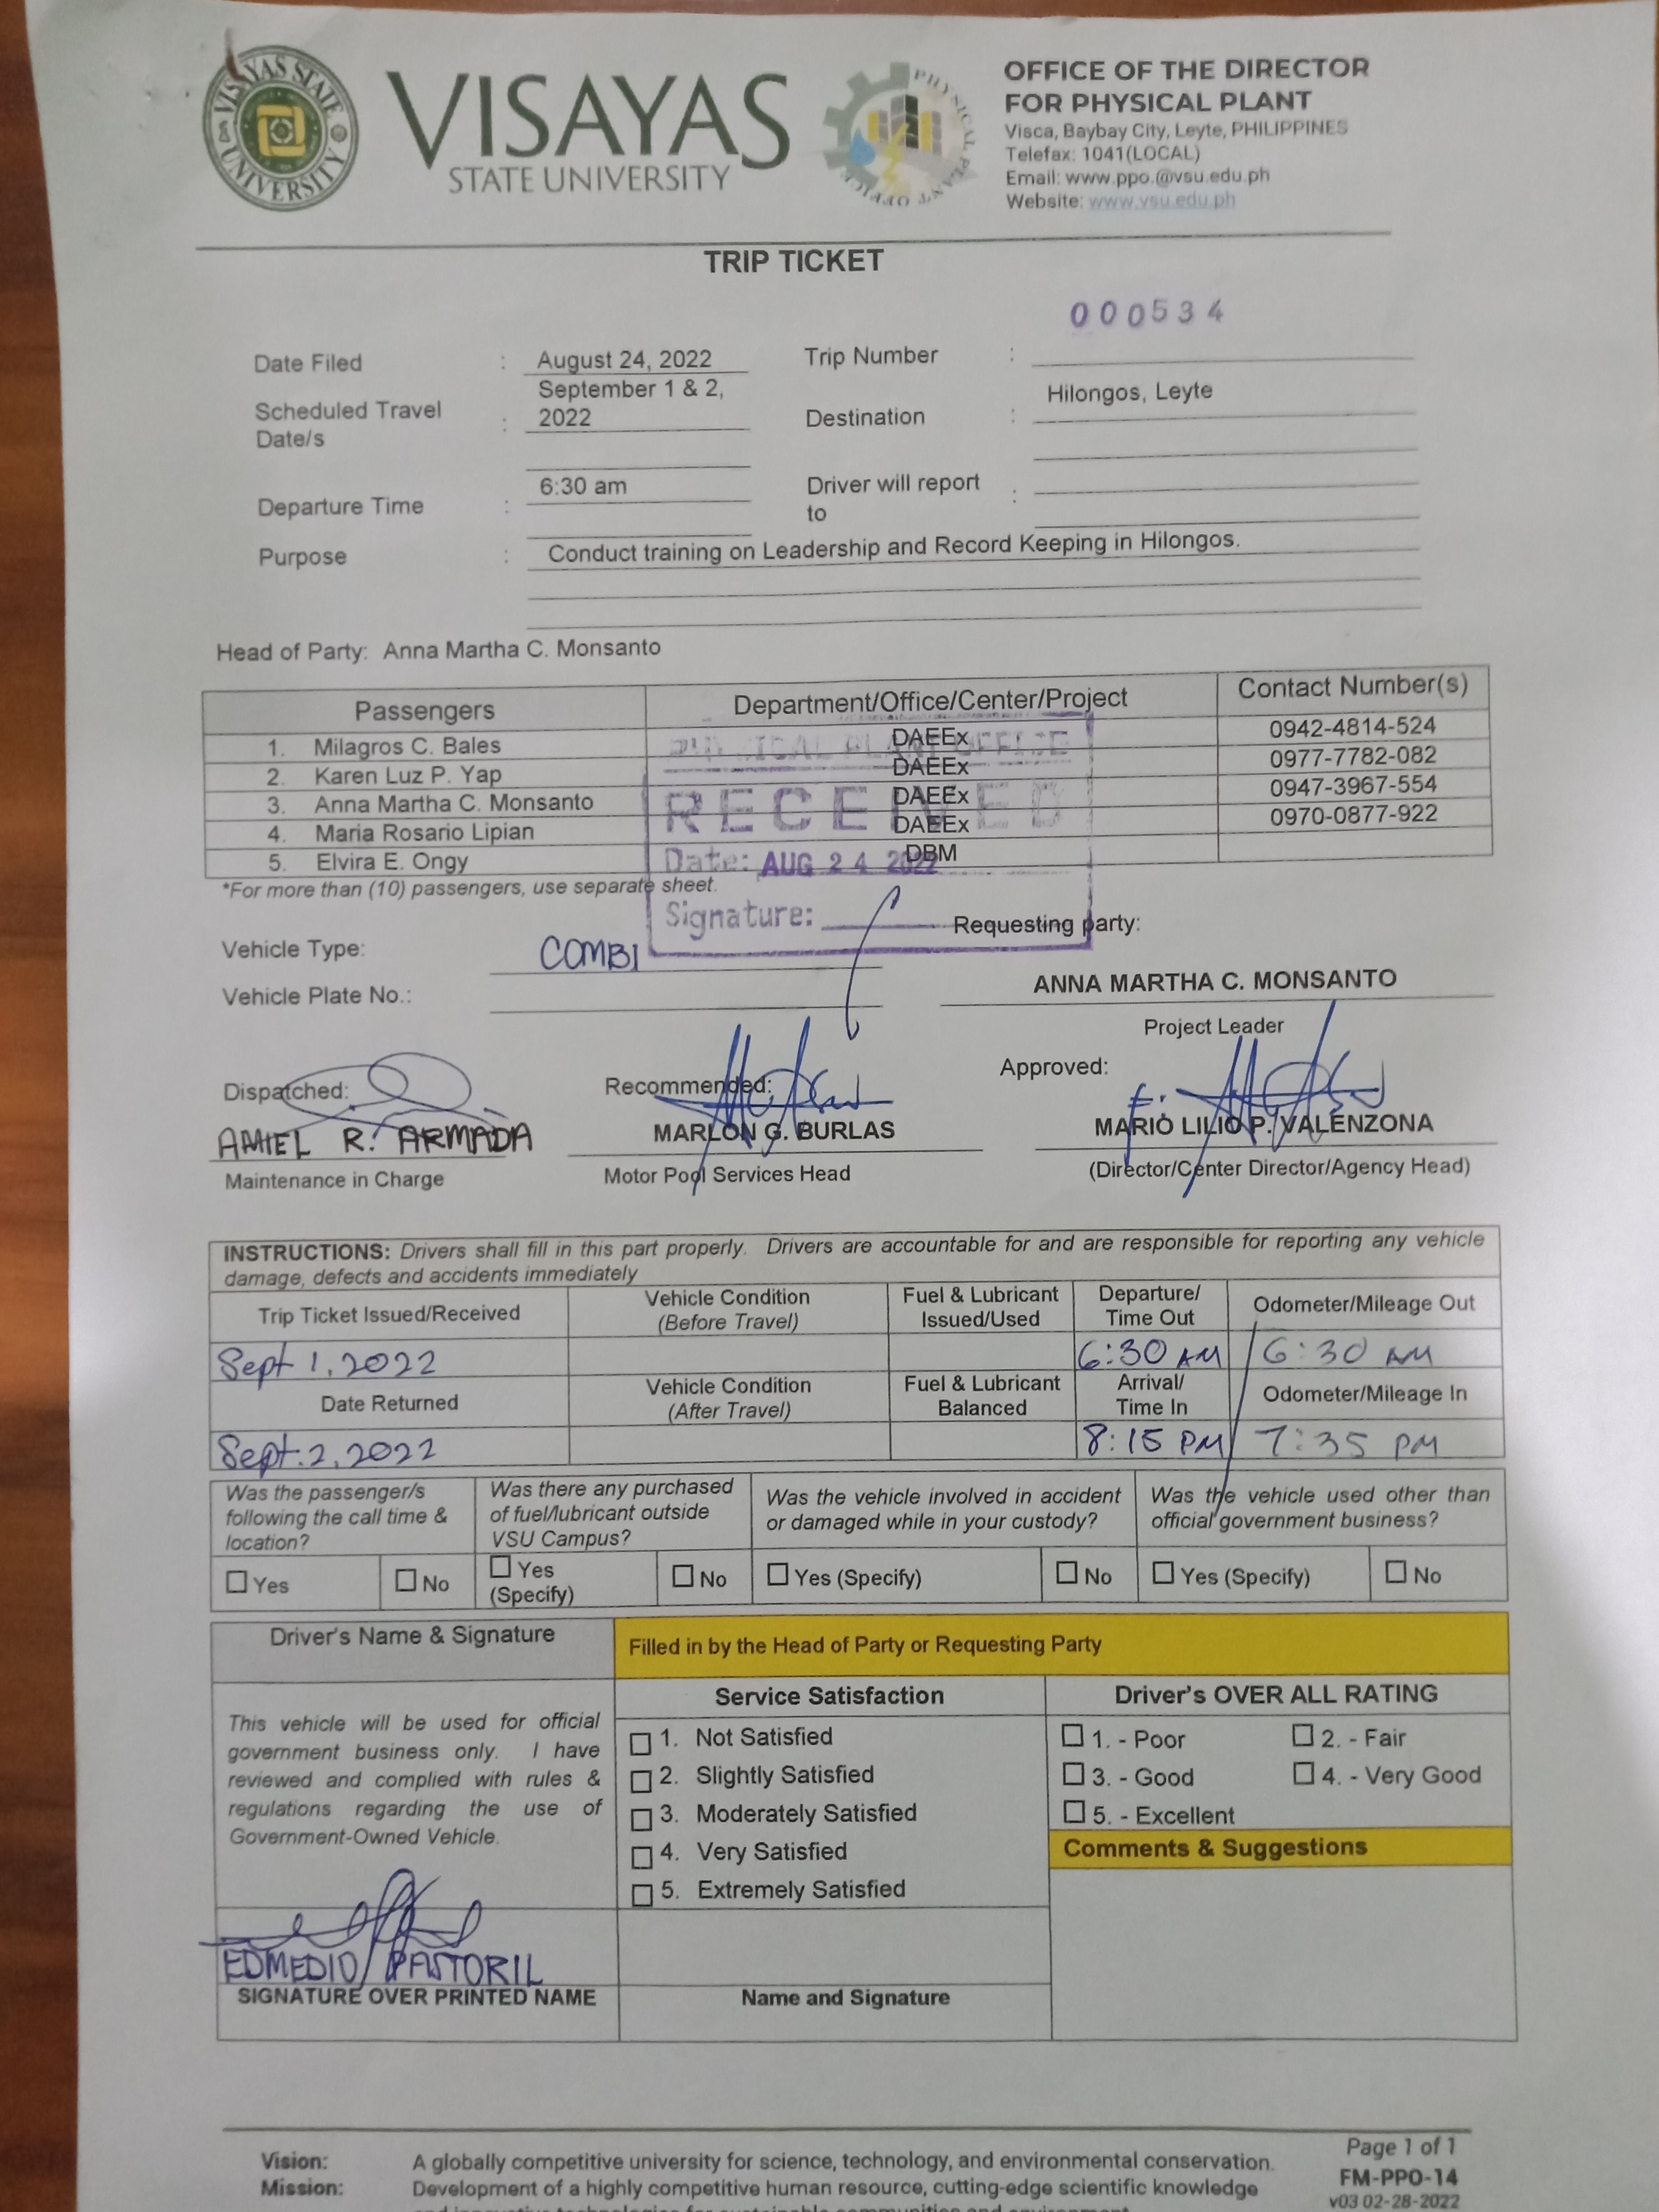 VISAYAS STATE UNIVERSITY
VISAYAS
STATE UNIVERSITY
PHYSICAL PLANT OFFICE
OFFICE OF THE DIRECTOR
FOR PHYSICAL PLANT
Visca, Baybay City, Leyte, PHILIPPINES
Telefax: 1041(LOCAL)
Email: www.ppo.@vsu.edu.ph
Website: www.vsu.edu.ph
TRIP TICKET
000534
Date Filed : August 24, 2022 Trip Number :
Scheduled Travel Date/s : September 1 & 2, 2022 Destination : Hilongos, Leyte
Departure Time : 6:30 am Driver will report to :
Purpose : Conduct training on Leadership and Record Keeping in Hilongos.
Head of Party: Anna Martha C. Monsanto
Passengers Department/Office/Center/Project Contact Number(s)
1. Milagros C. Bales DAEEx 0942-4814-524
2. Karen Luz P. Yap DAEEx 0977-7782-082
3. Anna Martha C. Monsanto DAEEx 0947-3967-554
4. Maria Rosario Lipian DAEEx 0970-0877-922
5. Elvira E. Ongy DBM
PHYSICAL PLANT OFFICE
RECEIVED
Date: AUG 24 2022
Signature:
*For more than (10) passengers, use separate sheet.
Requesting party:
Vehicle Type: COMBI
Vehicle Plate No.:
ANNA MARTHA C. MONSANTO
Project Leader
Dispatched: Recommended: Approved:
AMIEL R. ARMADA MARLON G. BURLAS MARIO LILIO P. VALENZONA
Maintenance in Charge Motor Pool Services Head (Director/Center Director/Agency Head)
INSTRUCTIONS: Drivers shall fill in this part properly. Drivers are accountable for and are responsible for reporting any vehicle
damage, defects and accidents immediately
Trip Ticket Issued/Received Vehicle Condition (Before Travel) Fuel & Lubricant Issued/Used Departure/ Time Out Odometer/Mileage Out
Sept 1, 2022 6:30 AM 6:30 AM
Date Returned Vehicle Condition (After Travel) Fuel & Lubricant Balanced Arrival/ Time In Odometer/Mileage In
Sept. 2, 2022 8:15 PM 7:35 PM
Was the passenger/s following the call time & location? Was there any purchased of fuel/lubricant outside VSU Campus? Was the vehicle involved in accident or damaged while in your custody? Was the vehicle used other than official government business?
Yes No Yes (Specify) No Yes (Specify) No Yes (Specify) No
Driver's Name & Signature
Filled in by the Head of Party or Requesting Party
This vehicle will be used for official
government business only. I have
reviewed and complied with rules &
regulations regarding the use of
Government-Owned Vehicle.
EDMEDIO PASTORIL
SIGNATURE OVER PRINTED NAME
Service Satisfaction
1. Not Satisfied
2. Slightly Satisfied
3. Moderately Satisfied
4. Very Satisfied
5. Extremely Satisfied
Name and Signature
Driver's OVER ALL RATING
1. - Poor 2. - Fair
3. - Good 4. - Very Good
5. - Excellent
Comments & Suggestions
Vision: A globally competitive university for science, technology, and environmental conservation.
Mission: Development of a highly competitive human resource, cutting-edge scientific knowledge
Page 1 of 1
FM-PPO-14
v03 02-28-2022